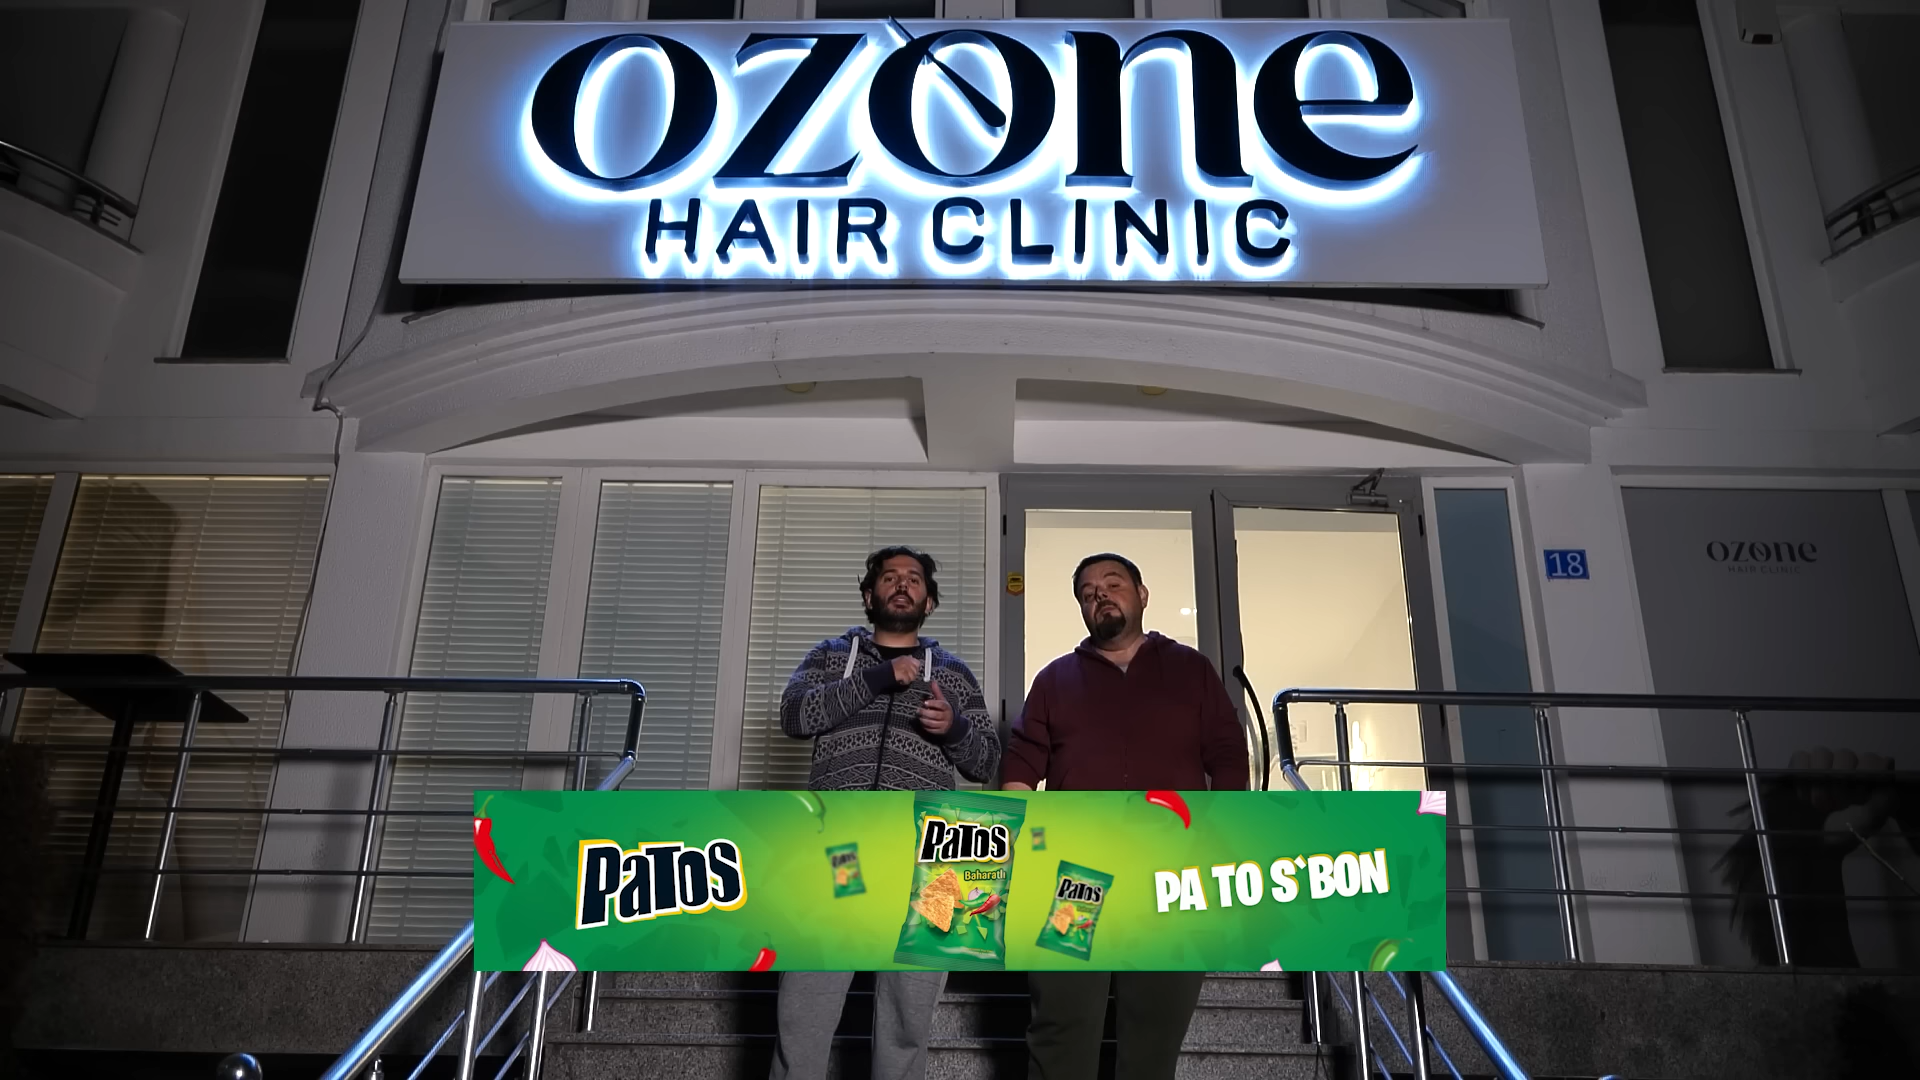 ozone
HAIR CLINIC
18
ozone
HAIR CLINIC
PaTos
PaTos
Baharatlı
PaTos
PA TO S`BON